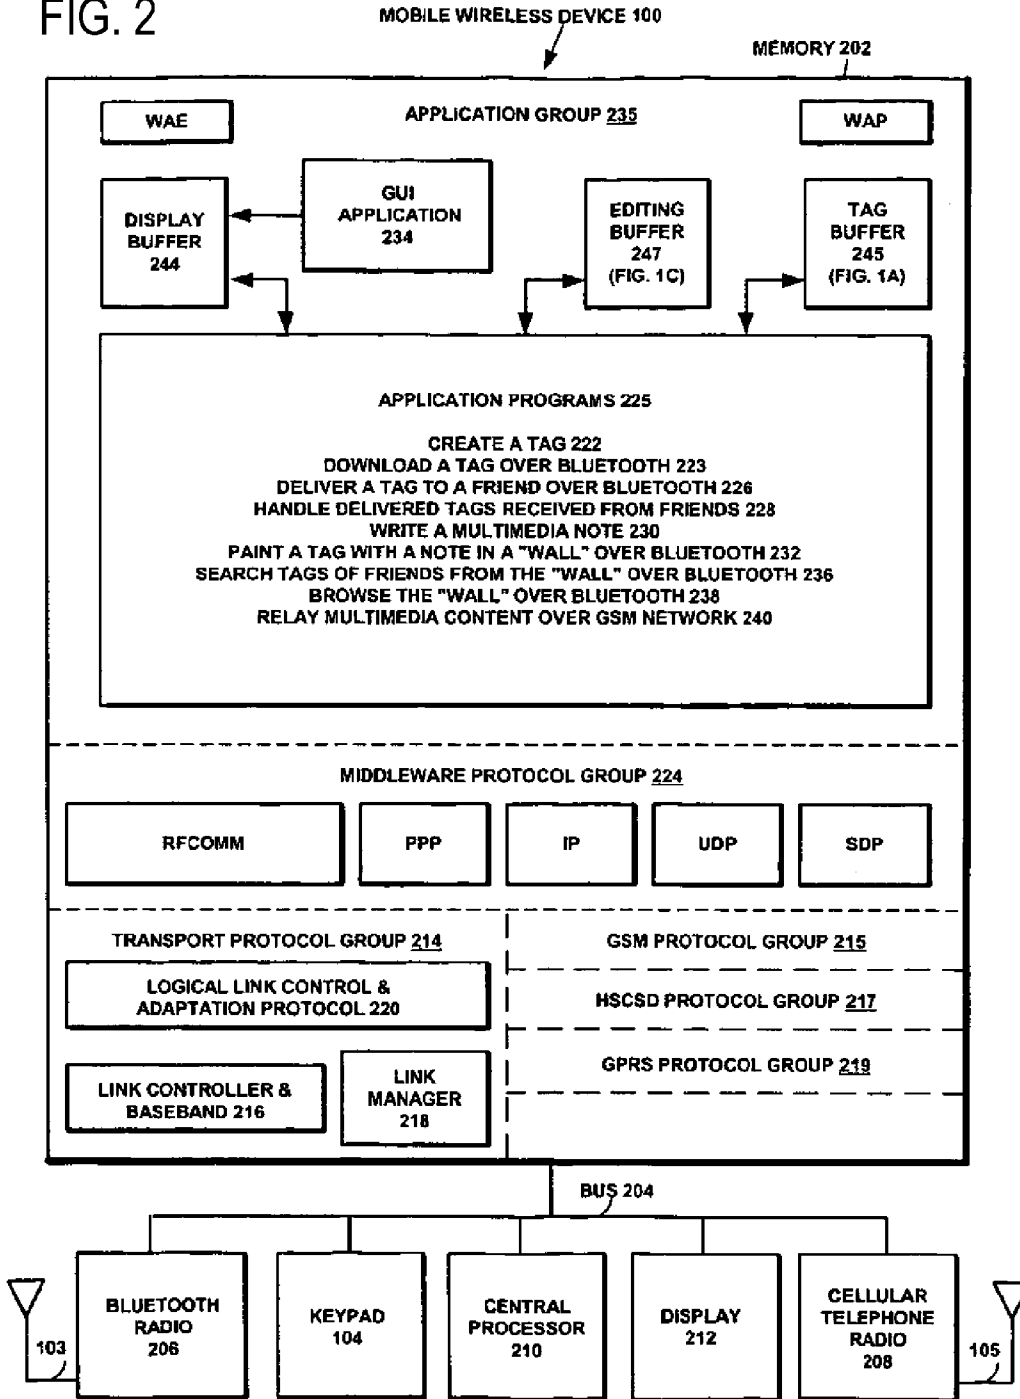 FIG. 2
MOBILE WIRELESS DEVICE 100
MEMORY 202
WAE
APPLICATION GROUP 235
WAP
DISPLAY
BUFFER
244
GUI
APPLICATION
234
EDITING
BUFFER
247
(FIG. 1C)
TAG
BUFFER
245
(FIG. 1A)
APPLICATION PROGRAMS 225
CREATE A TAG 222
DOWNLOAD A TAG OVER BLUETOOTH 223
DELIVER A TAG TO A FRIEND OVER BLUETOOTH 226
HANDLE DELIVERED TAGS RECEIVED FROM FRIENDS 228
WRITE A MULTIMEDIA NOTE 230
PAINT A TAG WITH A NOTE IN A "WALL" OVER BLUETOOTH 232
SEARCH TAGS OF FRIENDS FROM THE "WALL" OVER BLUETOOTH 236
BROWSE THE "WALL" OVER BLUETOOTH 238
RELAY MULTIMEDIA CONTENT OVER GSM NETWORK 240
MIDDLEWARE PROTOCOL GROUP 224
RFCOMM
PPP
IP
UDP
SDP
TRANSPORT PROTOCOL GROUP 214
LOGICAL LINK CONTROL &
ADAPTATION PROTOCOL 220
LINK CONTROLLER &
BASEBAND 216
LINK
MANAGER
218
GSM PROTOCOL GROUP 215
HSCSD PROTOCOL GROUP 217
GPRS PROTOCOL GROUP 219
BUS 204
103
BLUETOOTH
RADIO
206
KEYPAD
104
CENTRAL
PROCESSOR
210
DISPLAY
212
CELLULAR
TELEPHONE
RADIO
208
105